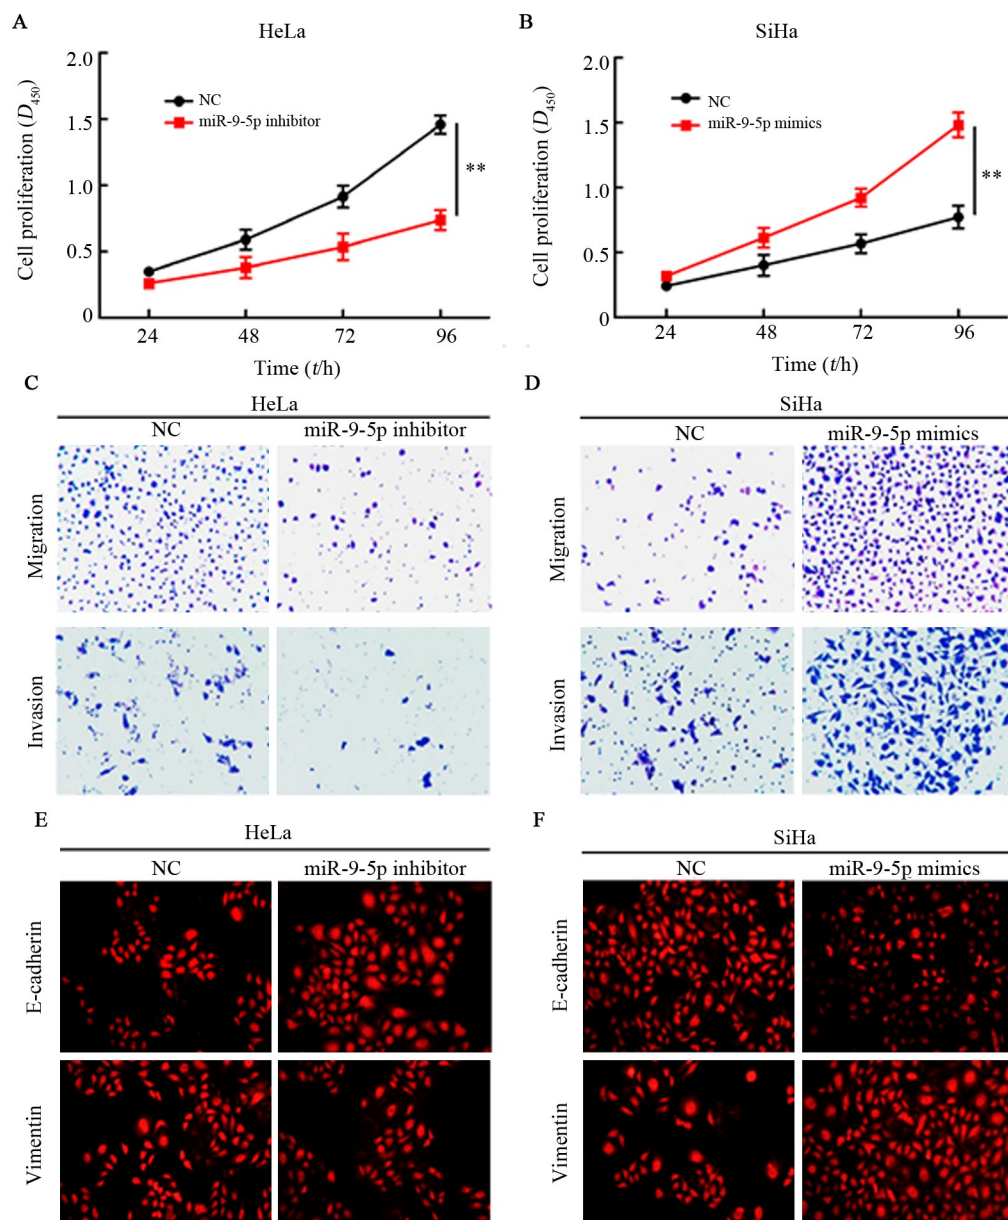 A
HeLa
2.0
1.5
1.0
0.5
0
Cell proliferation (D450)
NC
miR-9-5p inhibitor
**
24 48 72 96
Time (t/h)
B
SiHa
2.0
1.5
1.0
0.5
0
Cell proliferation (D450)
NC
miR-9-5p mimics
**
24 48 72 96
Time (t/h)
C
HeLa
NC miR-9-5p inhibitor
Migration
Invasion
D
SiHa
NC miR-9-5p mimics
Migration
Invasion
E
HeLa
NC miR-9-5p inhibitor
E-cadherin
Vimentin
F
SiHa
NC miR-9-5p mimics
E-cadherin
Vimentin